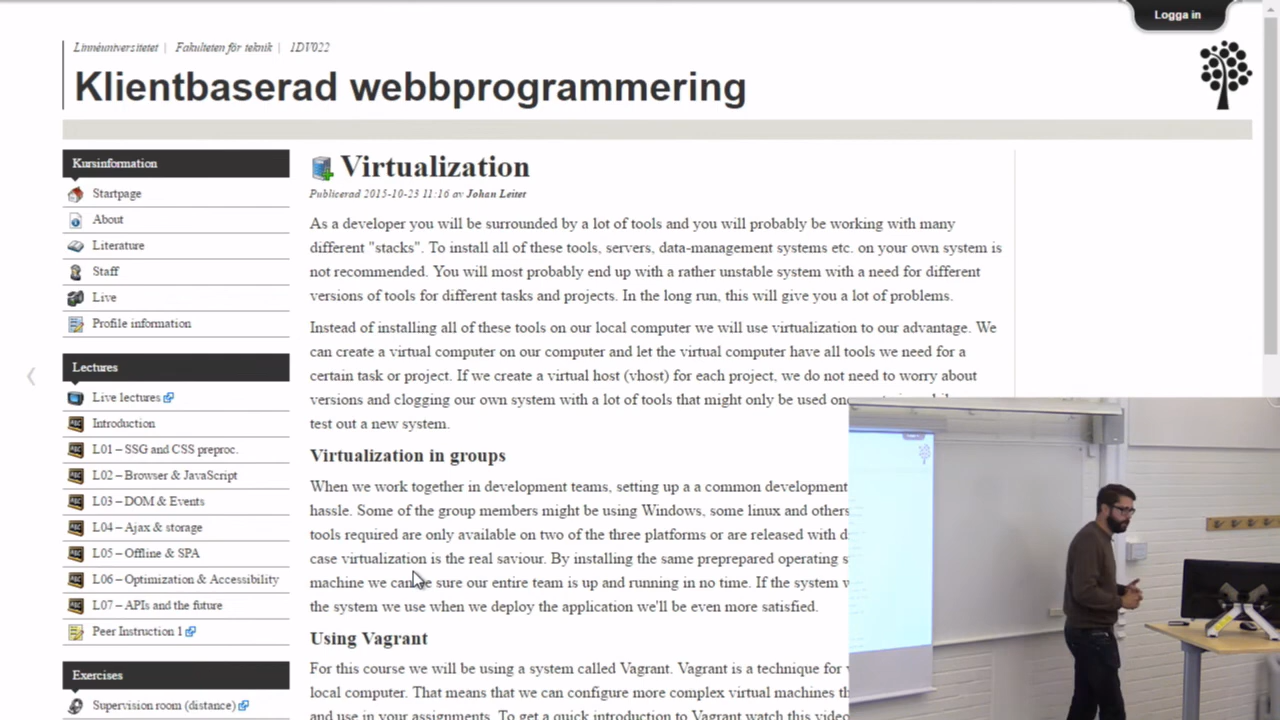 Logga in
Linnéuniversitetet | Fakulteten för teknik | 1DV022
Klientbaserad webbprogrammering
Kursinformation
Startpage
About
Literature
Staff
Live
Profile information
Lectures
Live lectures
Introduction
L01 – SSG and CSS preproc.
L02 – Browser & JavaScript
L03 – DOM & Events
L04 – Ajax & storage
L05 – Offline & SPA
L06 – Optimization & Accessibility
L07 – APIs and the future
Peer Instruction 1
Exercises
Supervision room (distance)
Virtualization
Publicerad 2015-10-23 11:16 av Johan Leitet
As a developer you will be surrounded by a lot of tools and you will probably be working with many
different "stacks". To install all of these tools, servers, data-management systems etc. on your own system is
not recommended. You will most probably end up with a rather unstable system with a need for different
versions of tools for different tasks and projects. In the long run, this will give you a lot of problems.
Instead of installing all of these tools on our local computer we will use virtualization to our advantage. We
can create a virtual computer on our computer and let the virtual computer have all tools we need for a
certain task or project. If we create a virtual host (vhost) for each project, we do not need to worry about
versions and clogging our own system with a lot of tools that might only be used
test out a new system.
Virtualization in groups
When we work together in development teams, setting up a a common development
hassle. Some of the group members might be using Windows, some linux and others
tools required are only available on two of the three platforms or are released with
case virtualization is the real saviour. By installing the same preprepared operating
machine we can be sure our entire team is up and running in no time. If the system
the system we use when we deploy the application we'll be even more satisfied.
Using Vagrant
For this course we will be using a system called Vagrant. Vagrant is a technique for
local computer. That means that we can configure more complex virtual machines
and use in your assignments. To get a quick introduction to Vagrant watch this video